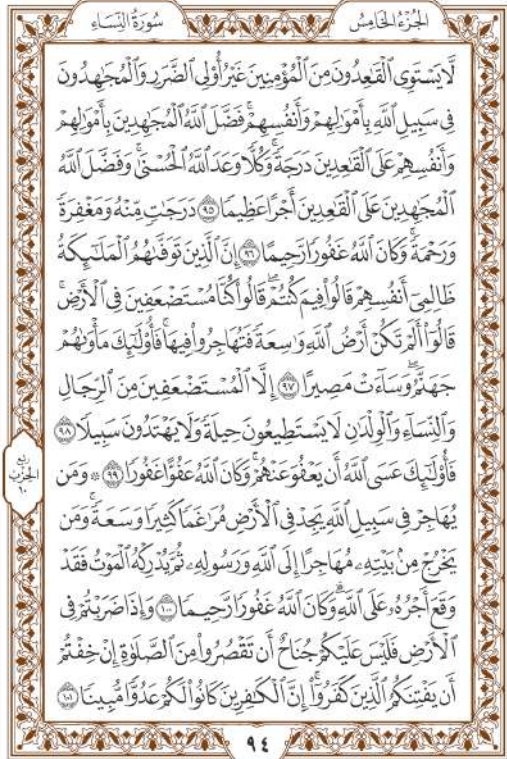 الجُزْءُ الخَامِسُ
سُورَةُ النِّسَاءِ
لَّا يَسْتَوِي ٱلْقَٰعِدُونَ مِنَ ٱلْمُؤْمِنِينَ غَيْرُ أُو۟لِي ٱلضَّرَرِ وَٱلْمُجَٰهِدُونَ
فِي سَبِيلِ ٱللَّهِ بِأَمْوَٰلِهِمْ وَأَنفُسِهِمْۚ فَضَّلَ ٱللَّهُ ٱلْمُجَٰهِدِينَ بِأَمْوَٰلِهِمْ
وَأَنفُسِهِمْ عَلَى ٱلْقَٰعِدِينَ دَرَجَةًۚ وَكُلًّا وَعَدَ ٱللَّهُ ٱلْحُسْنَىٰۚ وَفَضَّلَ ٱللَّهُ
ٱلْمُجَٰهِدِينَ عَلَى ٱلْقَٰعِدِينَ أَجْرًا عَظِيمًا ۝٩٥ دَرَجَٰتٍ مِّنْهُ وَمَغْفِرَةً
وَرَحْمَةًۚ وَكَانَ ٱللَّهُ غَفُورًا رَّحِيمًا ۝٩٦ إِنَّ ٱلَّذِينَ تَوَفَّىٰهُمُ ٱلْمَلَٰٓئِكَةُ
ظَالِمِيٓ أَنفُسِهِمْ قَالُوا۟ فِيمَ كُنتُمْۖ قَالُوا۟ كُنَّا مُسْتَضْعَفِينَ فِي ٱلْأَرْضِۚ
قَالُوٓا۟ أَلَمْ تَكُنْ أَرْضُ ٱللَّهِ وَٰسِعَةً فَتُهَاجِرُوا۟ فِيهَاۚ فَأُو۟لَٰٓئِكَ مَأْوَىٰهُمْ
جَهَنَّمُۖ وَسَآءَتْ مَصِيرًا ۝٩٧ إِلَّا ٱلْمُسْتَضْعَفِينَ مِنَ ٱلرِّجَالِ
وَٱلنِّسَآءِ وَٱلْوِلْدَٰنِ لَا يَسْتَطِيعُونَ حِيلَةً وَلَا يَهْتَدُونَ سَبِيلًا ۝٩٨
فَأُو۟لَٰٓئِكَ عَسَى ٱللَّهُ أَن يَعْفُوَ عَنْهُمْۚ وَكَانَ ٱللَّهُ عَفُوًّا غَفُورًا ۝٩٩ ۞ وَمَن
يُهَاجِرْ فِي سَبِيلِ ٱللَّهِ يَجِدْ فِي ٱلْأَرْضِ مُرَٰغَمًا كَثِيرًا وَسَعَةًۚ وَمَن
يَخْرُجْ مِنۢ بَيْتِهِۦ مُهَاجِرًا إِلَى ٱللَّهِ وَرَسُولِهِۦ ثُمَّ يُدْرِكْهُ ٱلْمَوْتُ فَقَدْ
وَقَعَ أَجْرُهُۥ عَلَى ٱللَّهِۗ وَكَانَ ٱللَّهُ غَفُورًا رَّحِيمًا ۝١٠٠ وَإِذَا ضَرَبْتُمْ فِي
ٱلْأَرْضِ فَلَيْسَ عَلَيْكُمْ جُنَاحٌ أَن تَقْصُرُوا۟ مِنَ ٱلصَّلَوٰةِ إِنْ خِفْتُمْ
أَن يَفْتِنَكُمُ ٱلَّذِينَ كَفَرُوٓا۟ۚ إِنَّ ٱلْكَٰفِرِينَ كَانُوا۟ لَكُمْ عَدُوًّا مُّبِينًا ۝١٠١
ربع
الحزب
١٠
٩٤